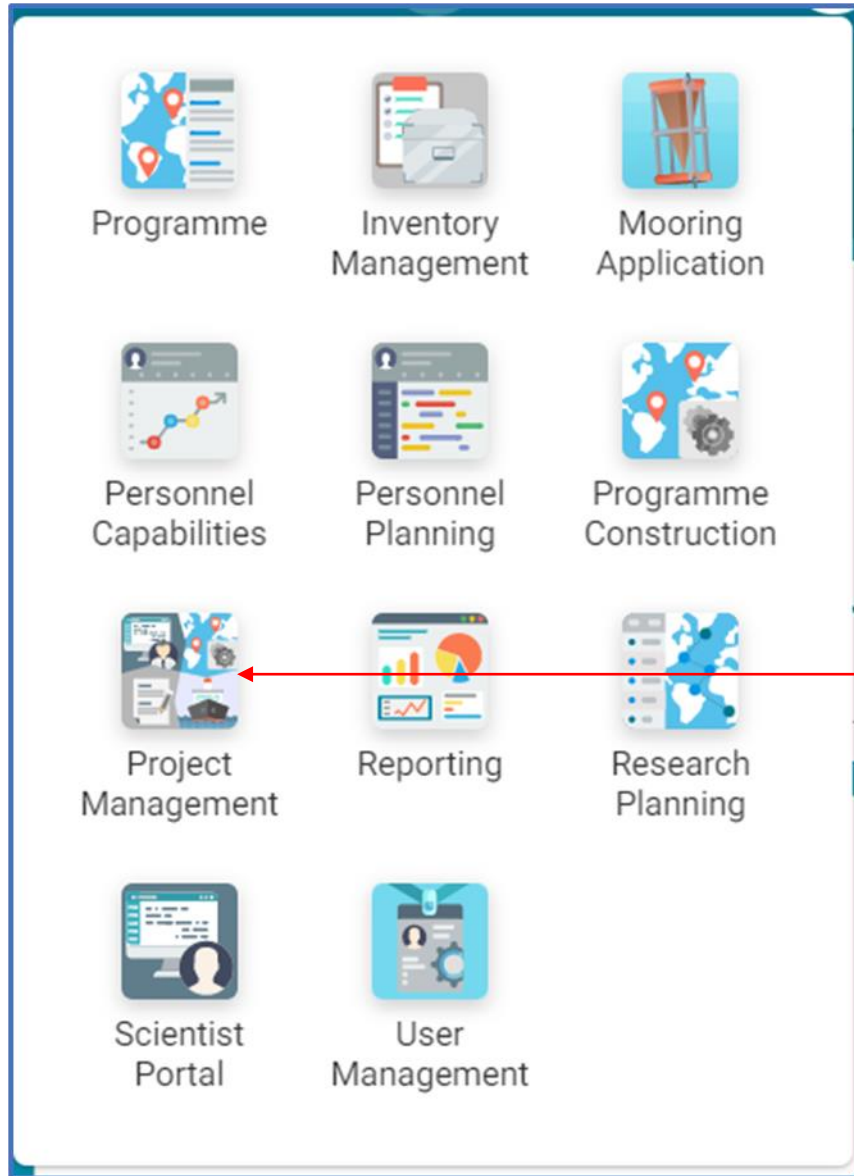 Programme
Inventory
Management
Mooring
Application
Personnel
Capabilities
Personnel
Planning
Programme
Construction
Project
Management
Reporting
Research
Planning
Scientist
Portal
User
Management